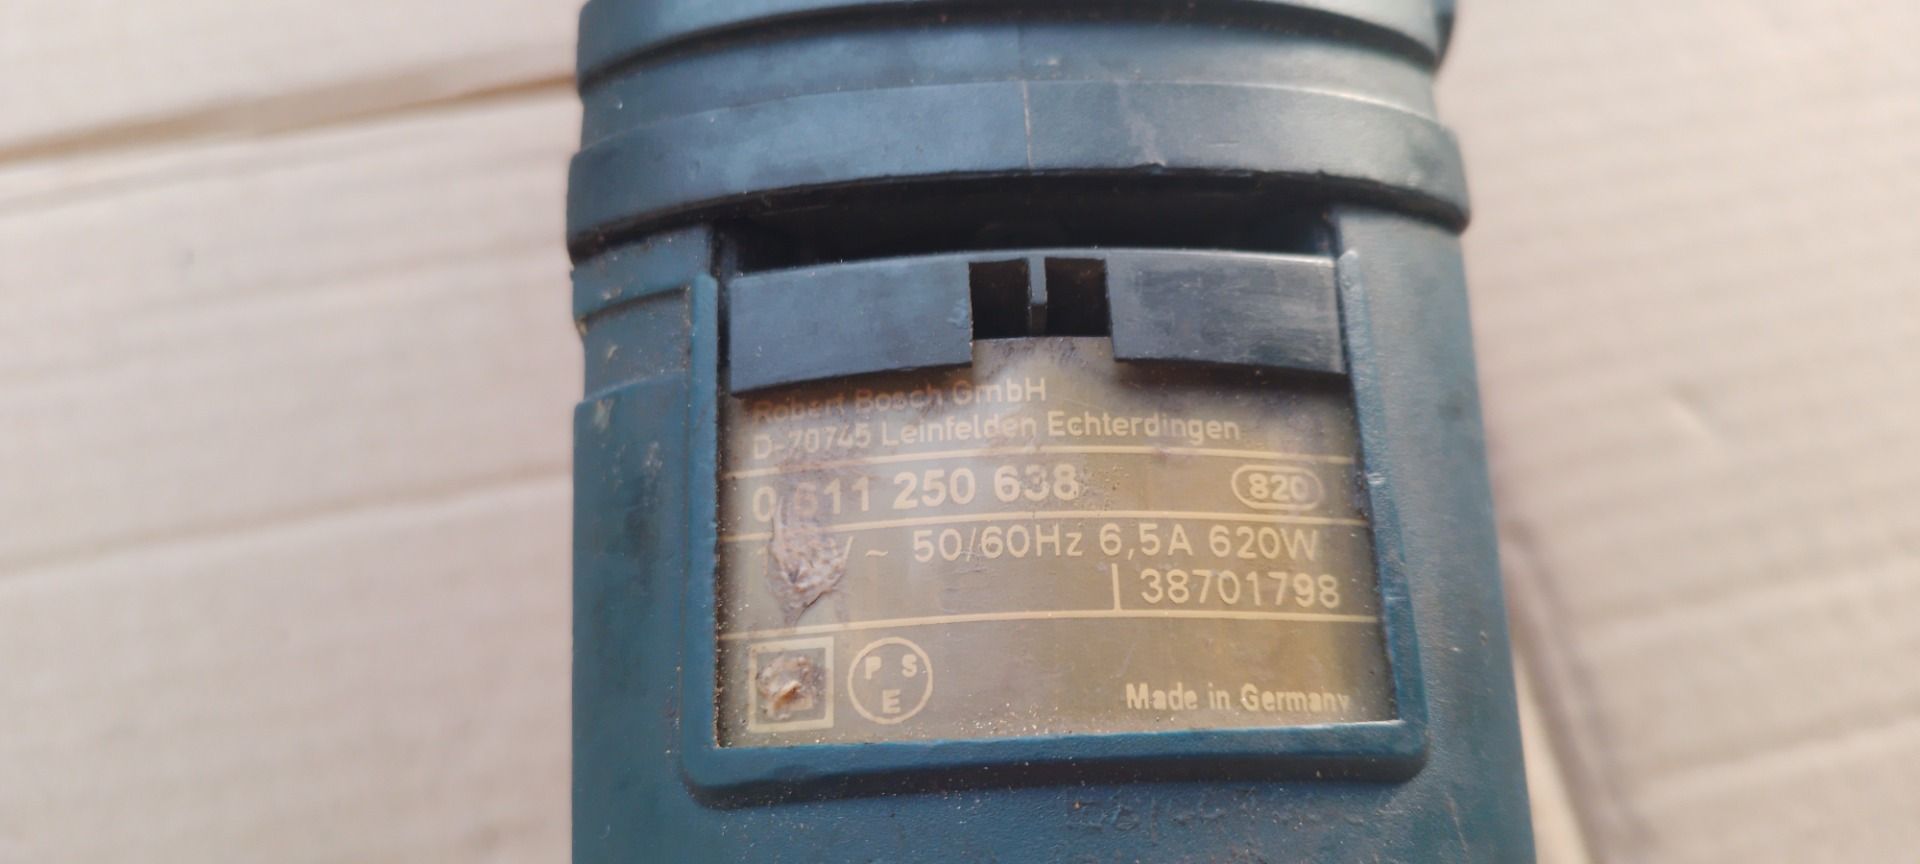 Robert Bosch GmbH
D-70745 Leinfelden Echterdingen
0 611 250 638 820
~ 50/60Hz 6,5A 620W
38701798
P S
E
Made in Germany